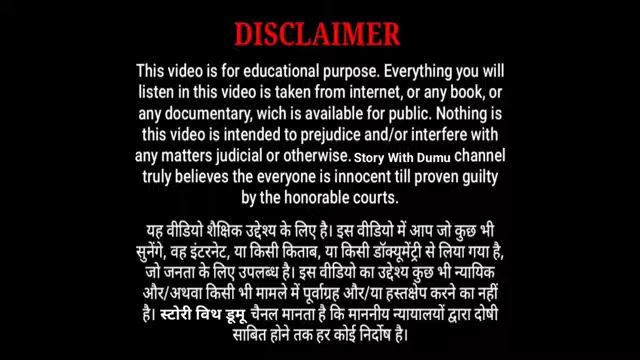 DISCLAIMER
This video is for educational purpose. Everything you will
listen in this video is taken from internet, or any book, or
any documentary, wich is available for public. Nothing is
this video is intended to prejudice and/or interfere with
any matters judicial or otherwise. Story With Dumu channel
truly believes the everyone is innocent till proven guilty
by the honorable courts.
यह वीडियो शैक्षिक उद्देश्य के लिए है। इस वीडियो में आप जो कुछ भी
सुनेंगे, वह इंटरनेट, या किसी किताब, या किसी डॉक्यूमेंट्री से लिया गया है,
जो जनता के लिए उपलब्ध है। इस वीडियो का उद्देश्य कुछ भी न्यायिक
और/अथवा किसी भी मामले में पूर्वाग्रह और/या हस्तक्षेप करने का नहीं
है। स्टोरी विथ डूमू चैनल मानता है कि माननीय न्यायालयों द्वारा दोषी
साबित होने तक हर कोई निर्दोष है।